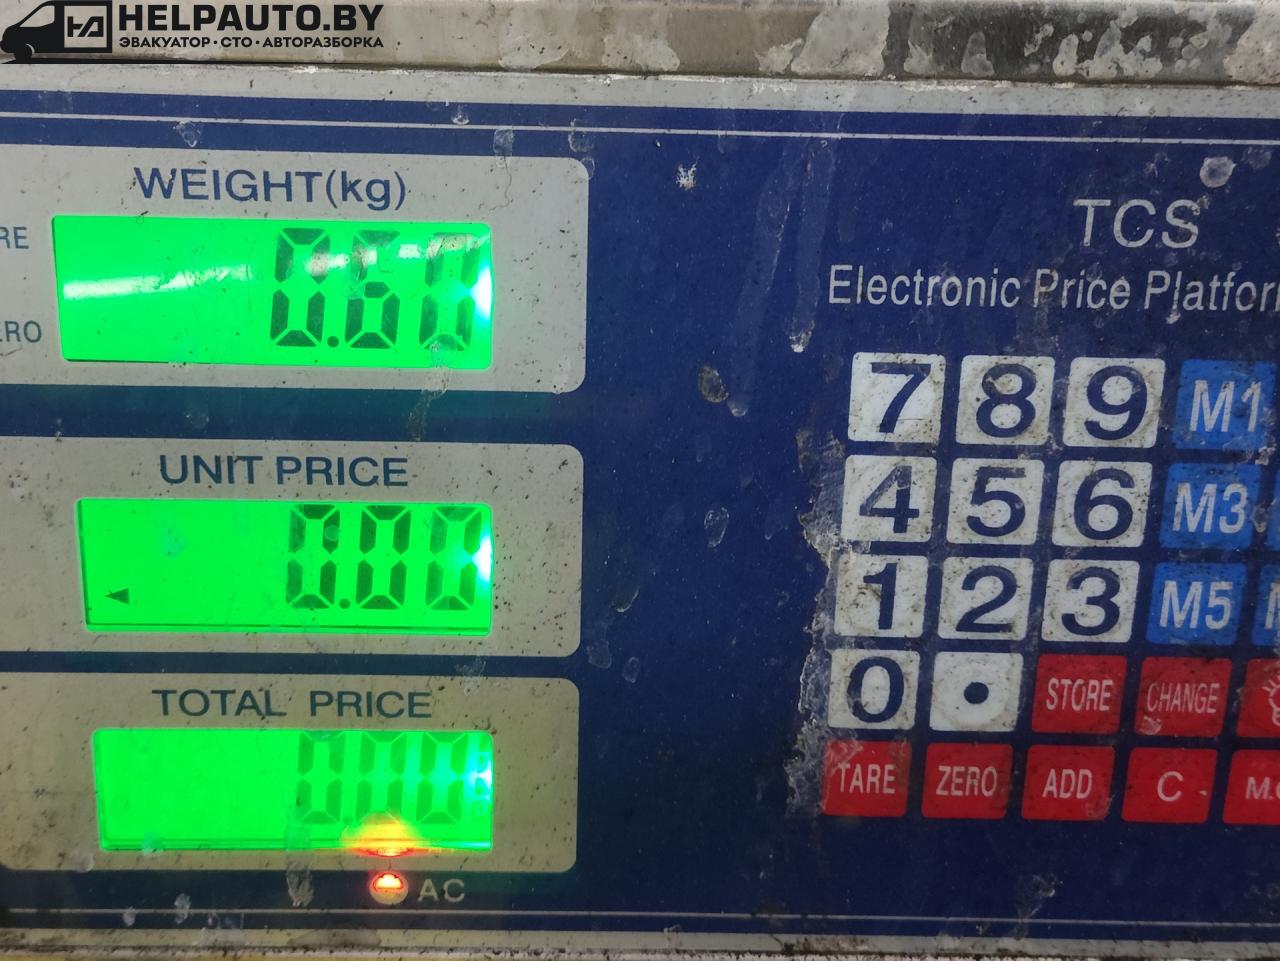 HELPAUTO.BY
ЭВАКУАТОР · СТО · АВТОРАЗБОРКА
WEIGHT(kg)
0.60
UNIT PRICE
0.00
TOTAL PRICE
0.00
AC
TCS
Electronic Price
7 8 9 M1
4 5 6 M3
1 2 3 M5
0 . STORE CHANGE
TARE ZERO ADD C